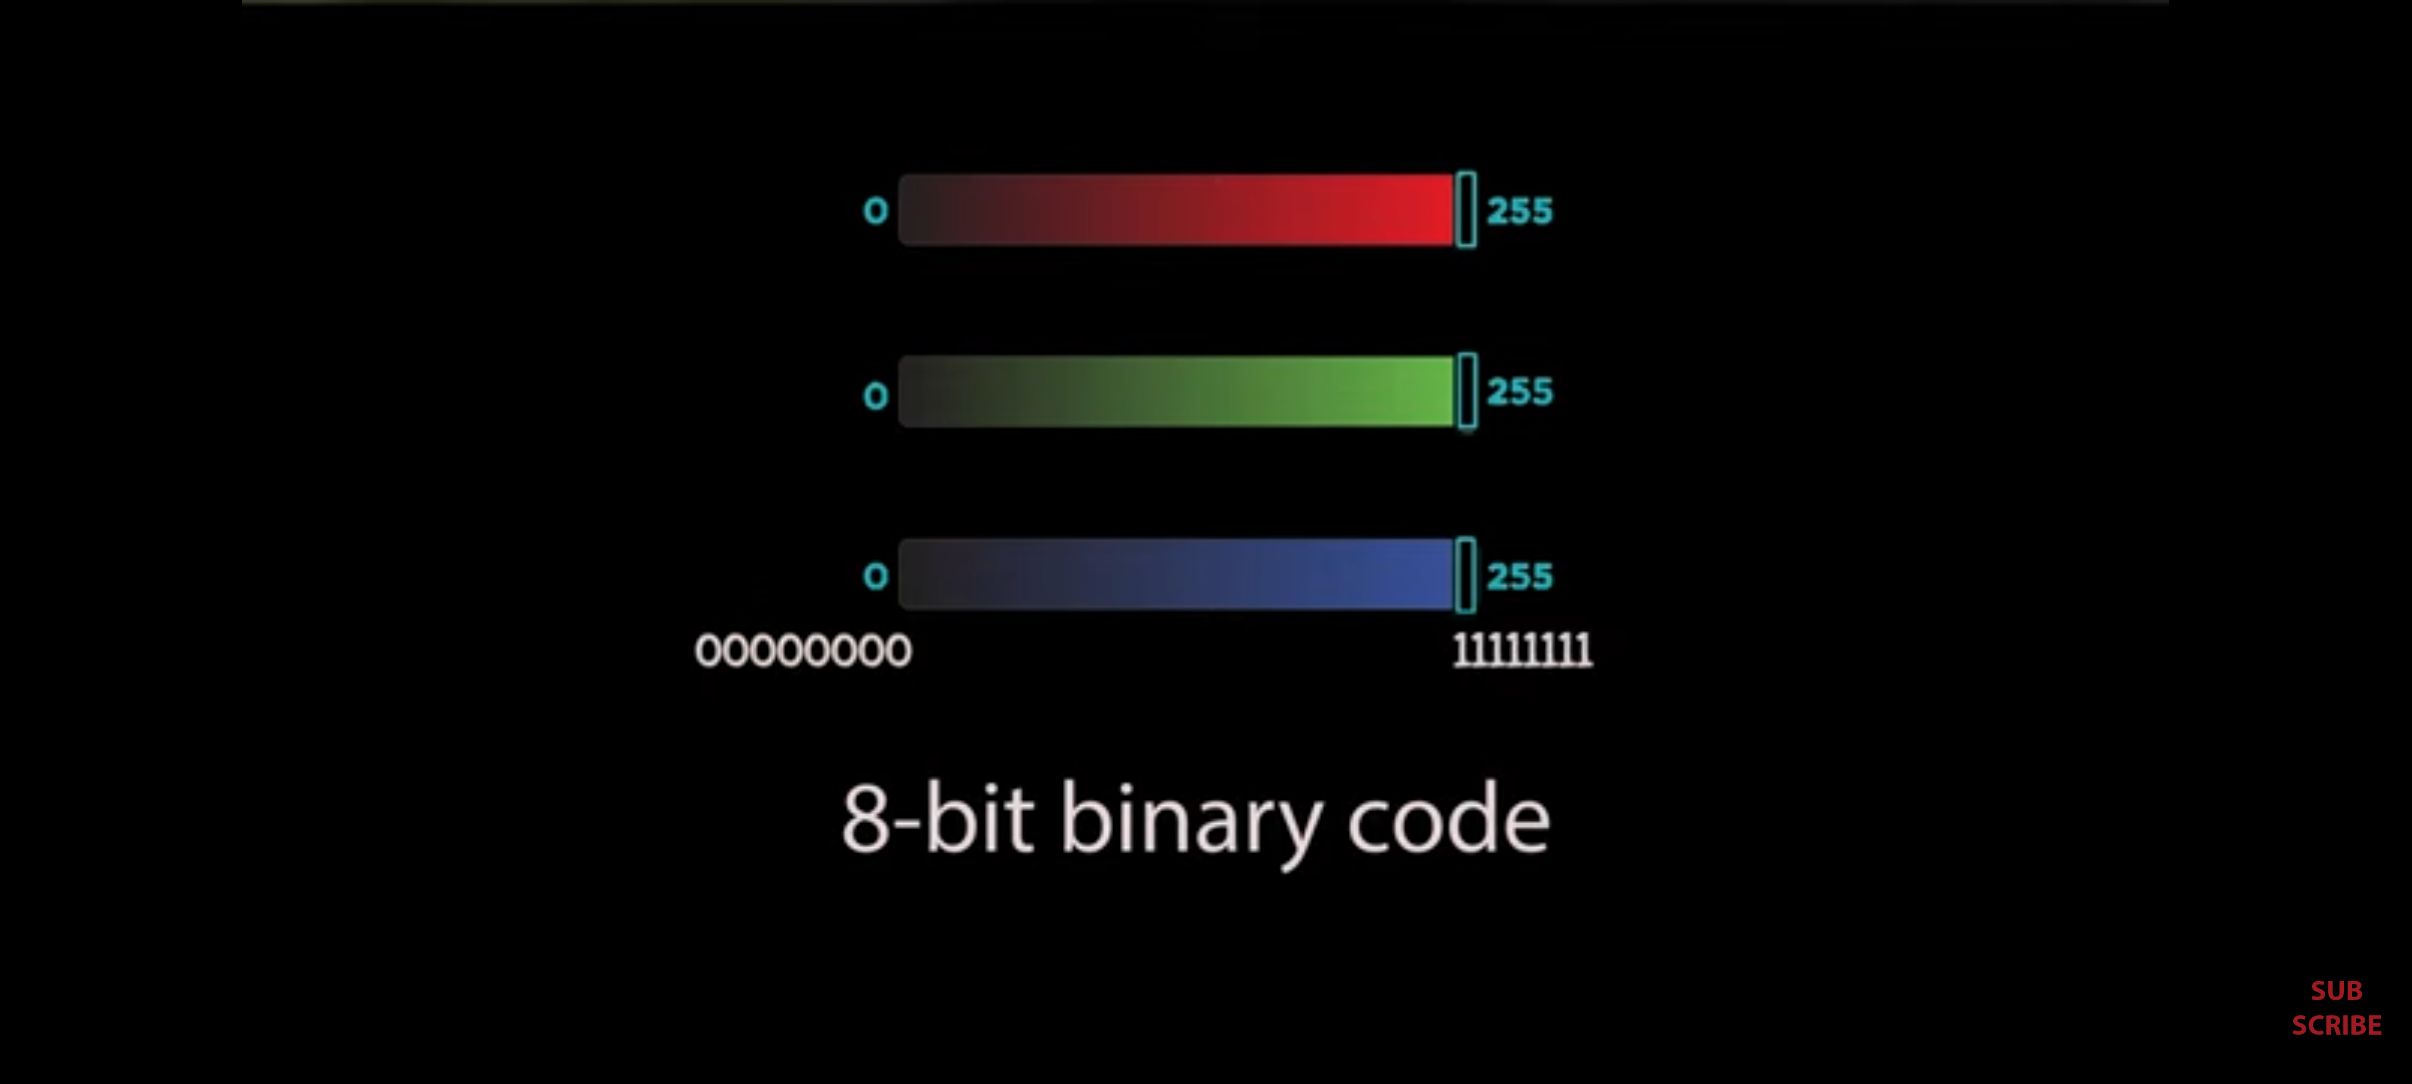 0 255
0 255
0 255
00000000 11111111
8-bit binary code
SUB
SCRIBE